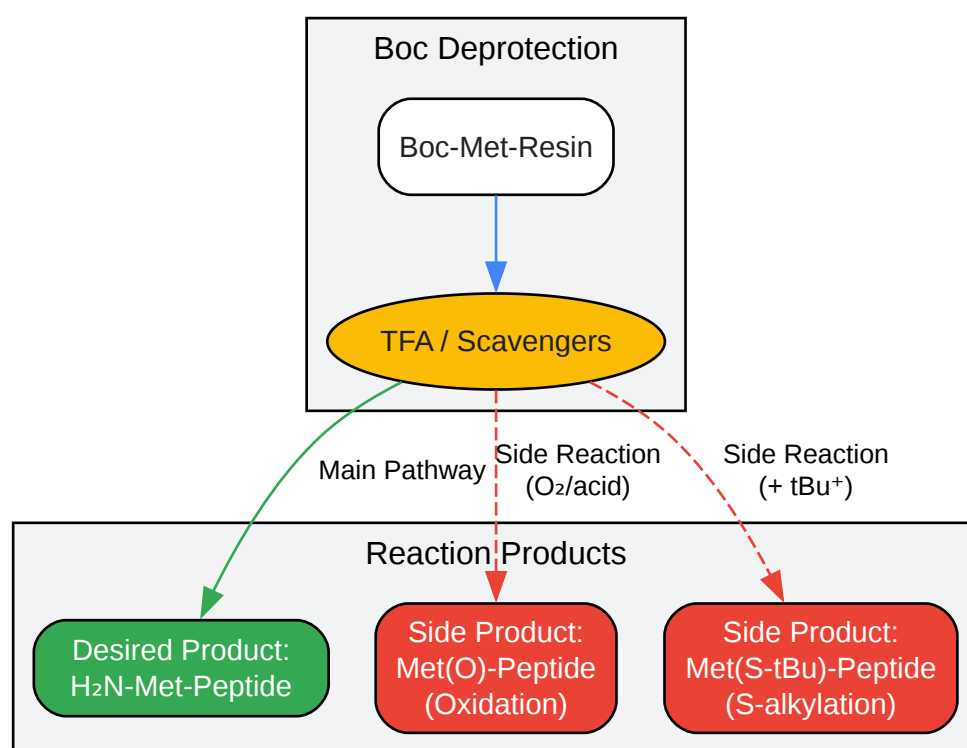 Boc Deprotection
Boc-Met-Resin
TFA / Scavengers
Main Pathway
Side Reaction
(O₂/acid)
Side Reaction
(+ tBu⁺)
Reaction Products
Desired Product:
H₂N-Met-Peptide
Side Product:
Met(O)-Peptide
(Oxidation)
Side Product:
Met(S-tBu)-Peptide
(S-alkylation)